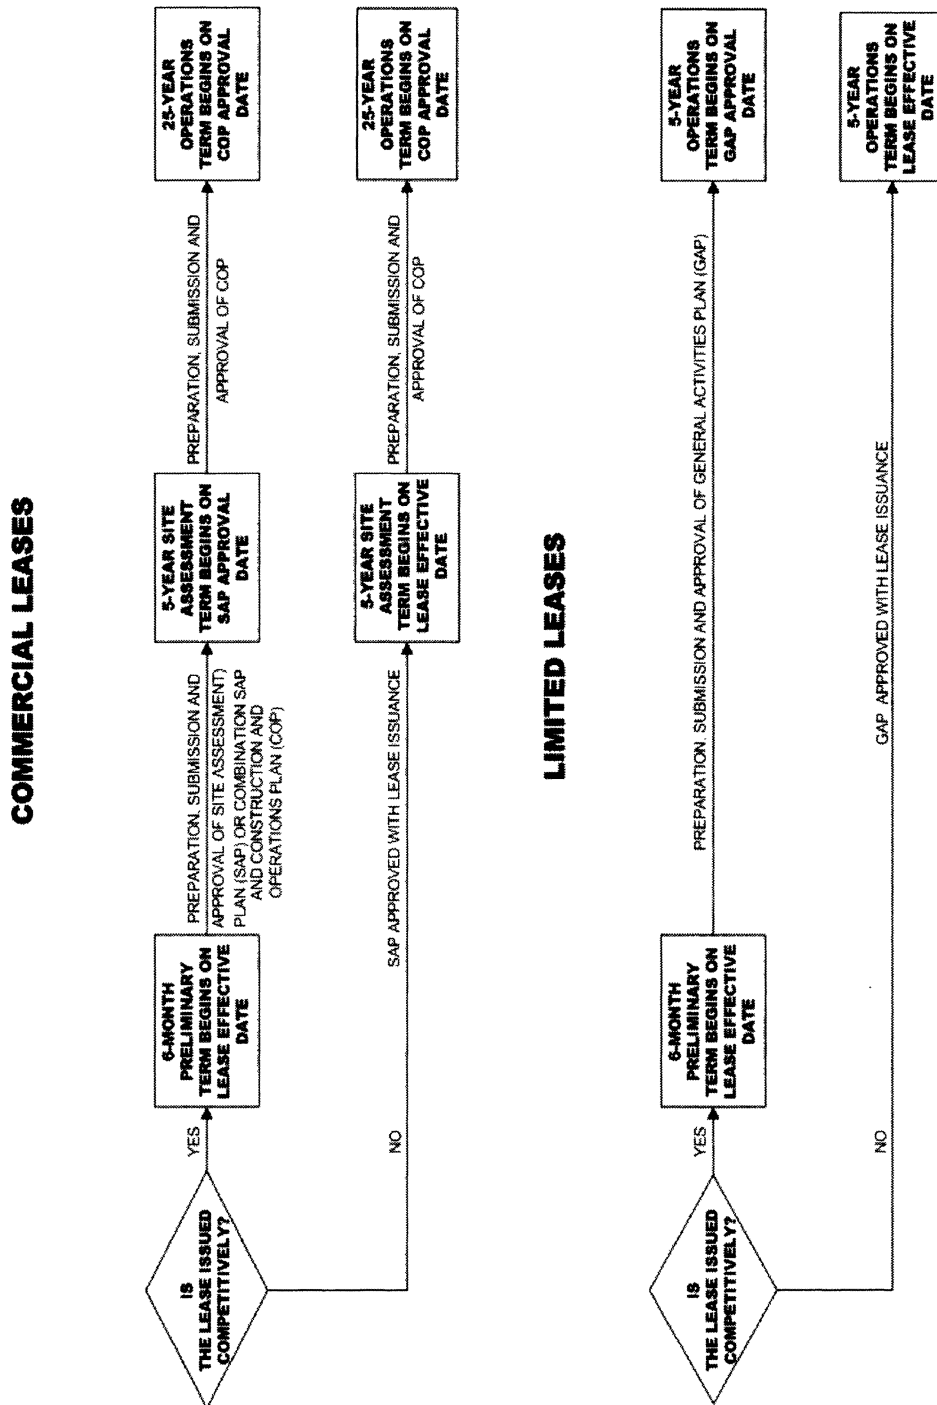 COMMERCIAL LEASES
IS
THE LEASE ISSUED
COMPETITIVELY?
YES
6-MONTH
PRELIMINARY
TERM BEGINS ON
LEASE EFFECTIVE
DATE
PREPARATION, SUBMISSION AND
APPROVAL OF SITE ASSESSMENT)
PLAN (SAP) OR COMBINATION SAP
AND CONSTRUCTION AND
OPERATIONS PLAN (COP)
5-YEAR SITE
ASSESSMENT
TERM BEGINS ON
SAP APPROVAL
DATE
PREPARATION, SUBMISSION AND
APPROVAL OF COP
25-YEAR
OPERATIONS
TERM BEGINS ON
COP APPROVAL
DATE
NO
SAP APPROVED WITH LEASE ISSUANCE
5-YEAR SITE
ASSESSMENT
TERM BEGINS ON
LEASE EFFECTIVE
DATE
PREPARATION, SUBMISSION AND
APPROVAL OF COP
25-YEAR
OPERATIONS
TERM BEGINS ON
COP APPROVAL
DATE
LIMITED LEASES
IS
THE LEASE ISSUED
COMPETITIVELY?
YES
6-MONTH
PRELIMINARY
TERM BEGINS ON
LEASE EFFECTIVE
DATE
PREPARATION, SUBMISSION AND APPROVAL OF GENERAL ACTIVITIES PLAN (GAP)
5-YEAR
OPERATIONS
TERM BEGINS ON
GAP APPROVAL
DATE
NO
GAP APPROVED WITH LEASE ISSUANCE
5-YEAR
OPERATIONS
TERM BEGINS ON
LEASE EFFECTIVE
DATE